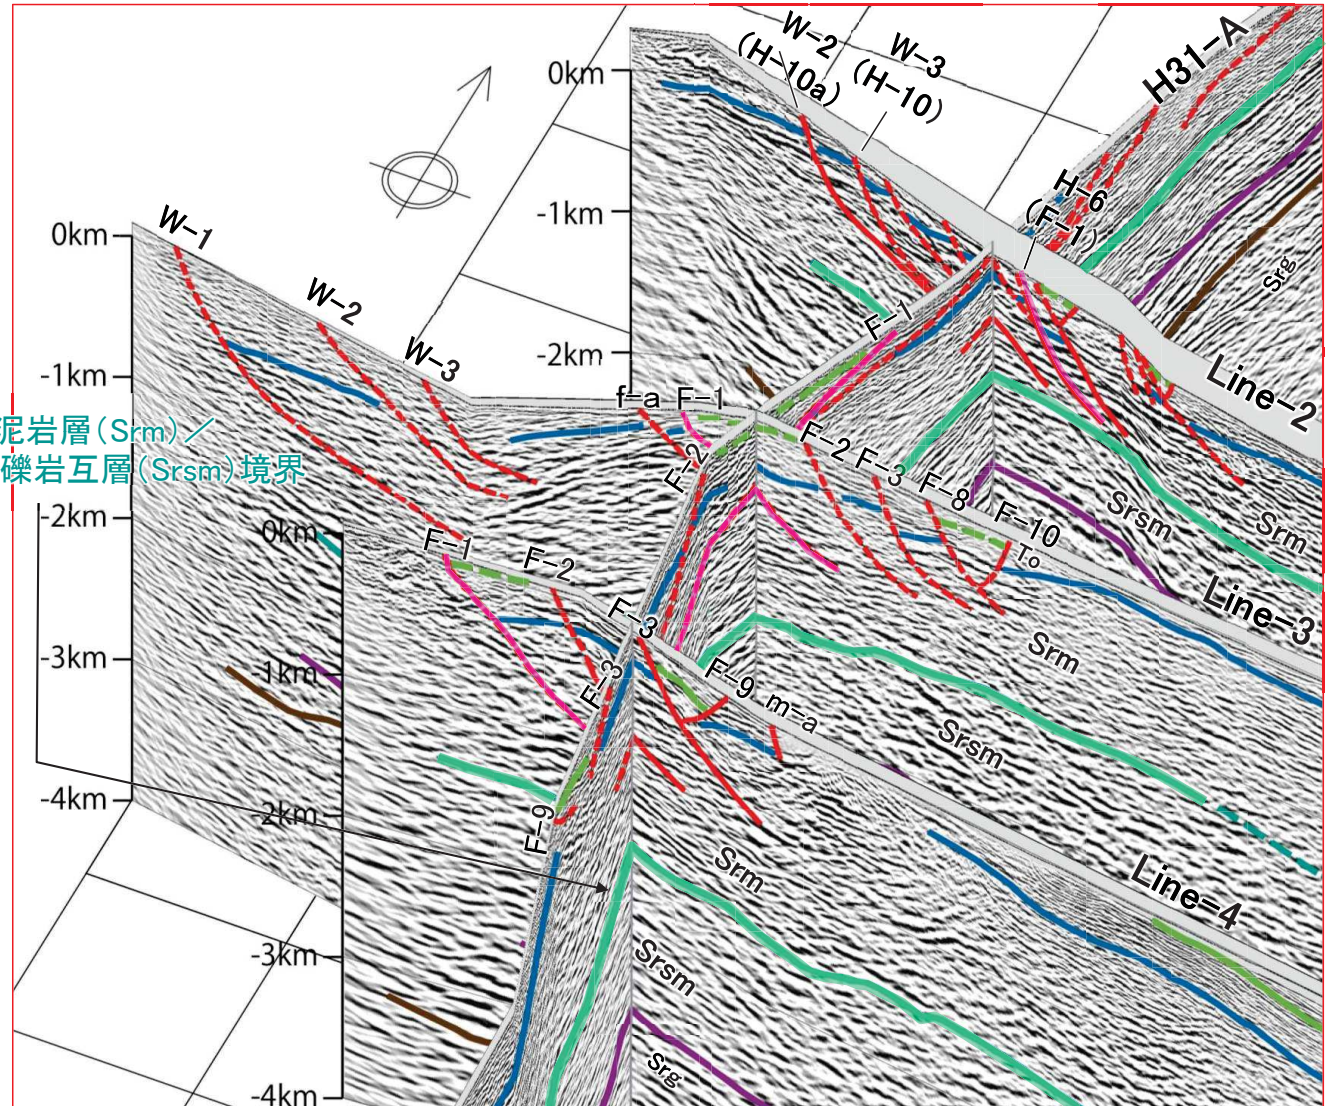 W-2
(H-10a)
W-3
(H-10)
H31-A
0km
-1km
-2km
H-6
(F-1)
Srg
W-1
W-2
W-3
0km
-1km
-2km
-3km
-4km
泥岩層(Srm)／
礫岩互層(Srsm)境界
F-1
f-a
F-1
F-2
F-2
F-3
F-8
F-10
To
Line-2
Srsm
Srm
Line-3
0km
-1km
-2km
-3km
-4km
F-1
F-2
F-3
F-3
F-9
m-a
F-9
Srm
Srsm
Line=4
Srm
Srsm
Srg